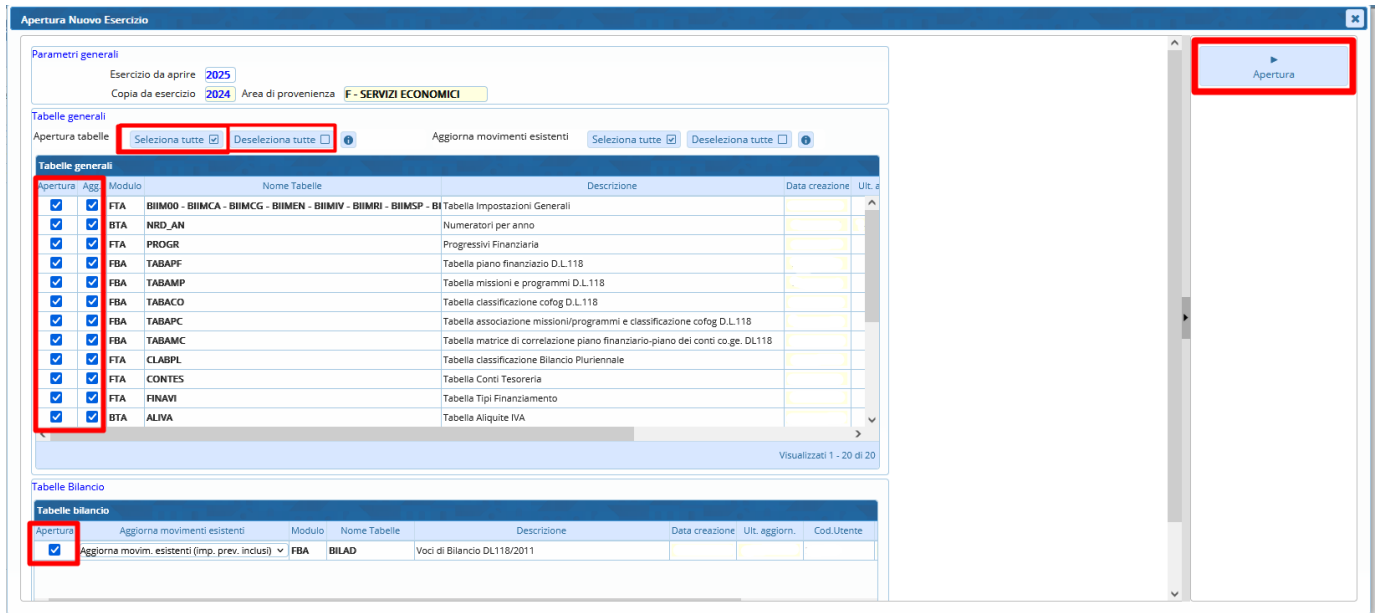 Apertura Nuovo Esercizio
Parametri generali
Esercizio da aprire 2025
Copia da esercizio 2024 Area di provenienza F - SERVIZI ECONOMICI
Apertura
Tabelle generali
Apertura tabelle Seleziona tutte Deseleziona tutte Aggiorna movimenti esistenti Seleziona tutte Deseleziona tutte
Tabelle generali
Apertura Agg. Modulo Nome Tabelle Descrizione Data creazione Ult. a
FTA BIIM00 - BIIMCA - BIIMCG - BIIMEN - BIIMIV - BIIMRI - BIIMSP - BI Tabella Impostazioni Generali
BTA NRD_AN Numeratori per anno
FTA PROGR Progressivi Finanziaria
FBA TABAPF Tabella piano finanziazio D.L.118
FBA TABAMP Tabella missioni e programmi D.L.118
FBA TABACO Tabella classificazione cofog D.L.118
FBA TABAPC Tabella associazione missioni/programmi e classificazione cofog D.L.118
FBA TABAMC Tabella matrice di correlazione piano finanziario-piano dei conti co.ge. DL118
FTA CLABPL Tabella classificazione Bilancio Pluriennale
FTA CONTES Tabella Conti Tesoreria
FTA FINAVI Tabella Tipi Finanziamento
BTA ALIVA Tabella Aliquite IVA
Visualizzati 1 - 20 di 20
Tabelle Bilancio
Tabelle bilancio
Apertura Aggiorna movimenti esistenti Modulo Nome Tabelle Descrizione Data creazione Ult. aggiorn. Cod.Utente
Aggiorna movim. esistenti (imp. prev. inclusi) FBA BILAD Voci di Bilancio DL118/2011